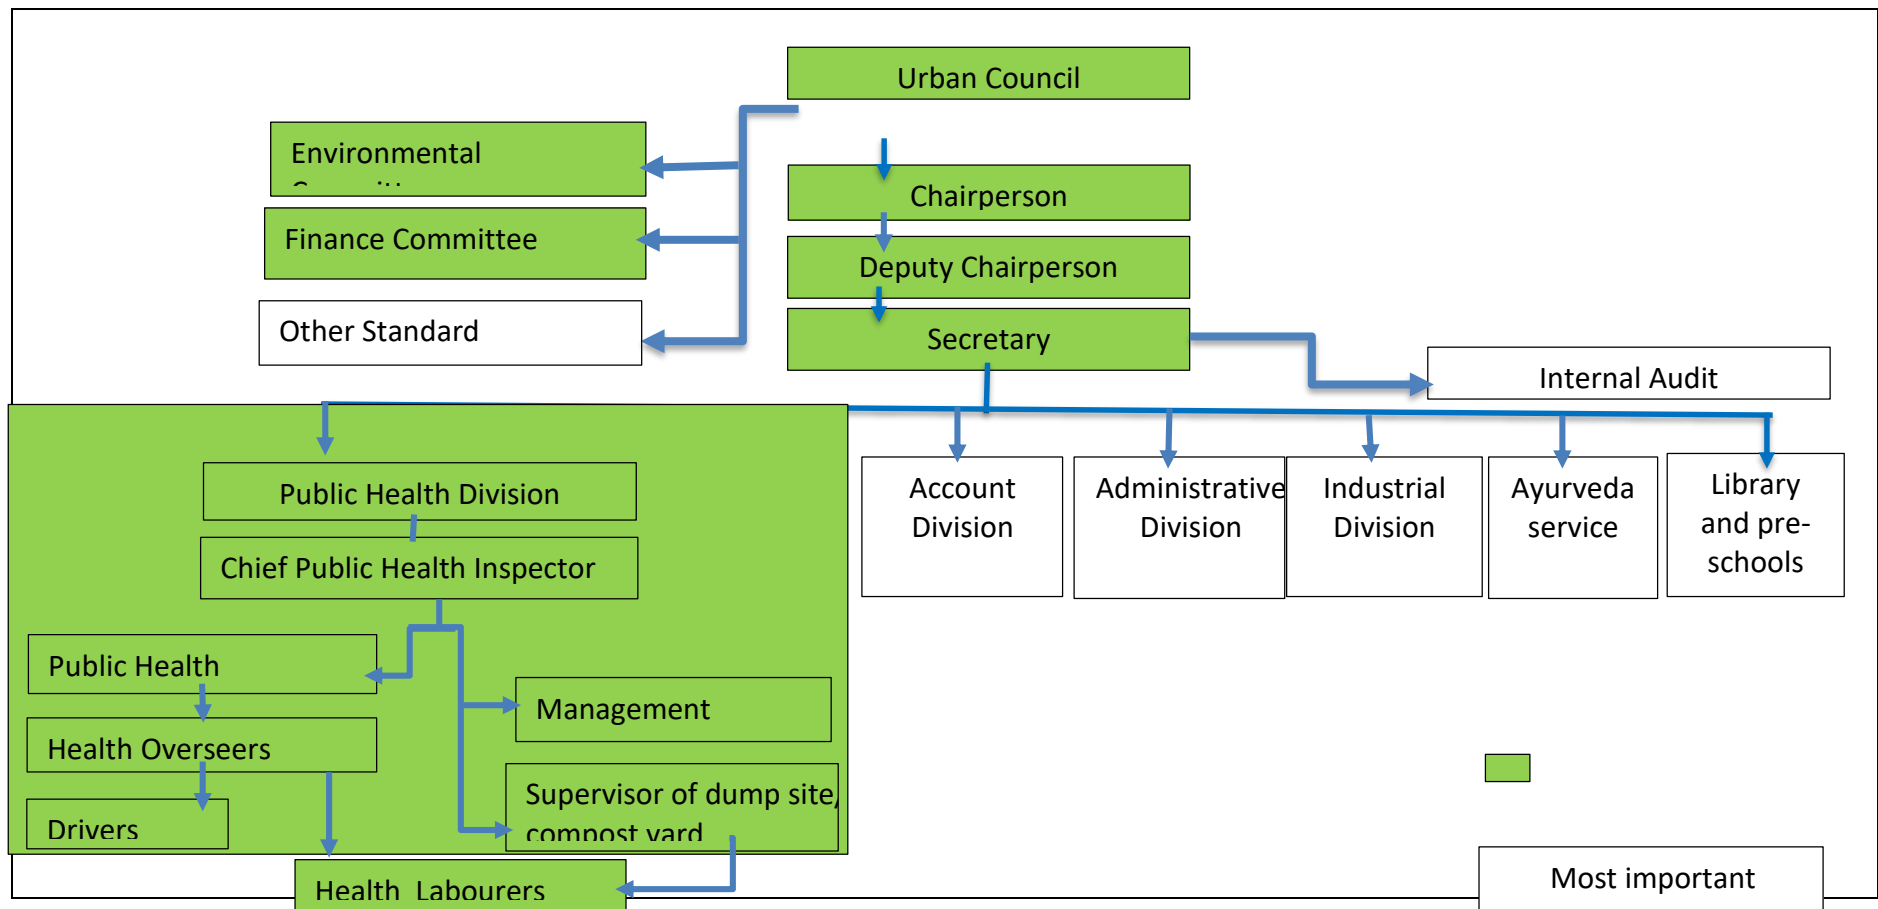 Urban Council
Environmental
Chairperson
Finance Committee
Deputy Chairperson
Other Standard
Secretary
Internal Audit
Public Health Division
Account
Division
Administrative
Division
Industrial
Division
Ayurveda
service
Library
and pre-
schools
Chief Public Health Inspector
Public Health
Management
Health Overseers
Supervisor of dump site,
compost yard
Drivers
Health Labourers
Most important